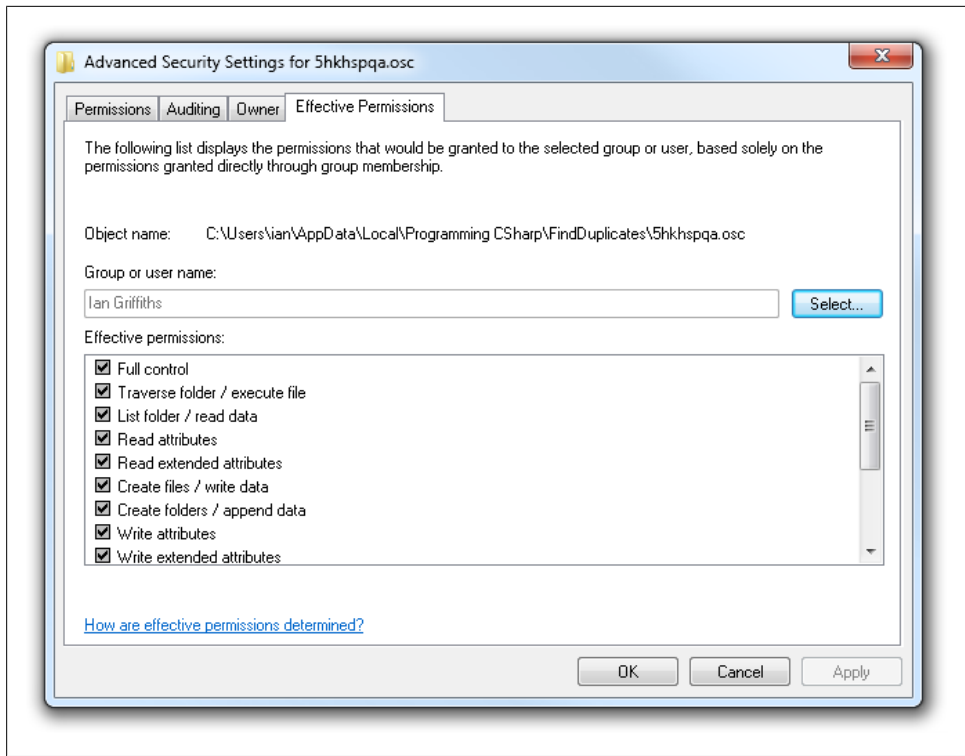 Advanced Security Settings for 5hkhspqa.osc
Permissions Auditing Owner Effective Permissions
The following list displays the permissions that would be granted to the selected group or user, based solely on the
permissions granted directly through group membership.
Object name: C:\Users\ian\AppData\Local\Programming CSharp\FindDuplicates\5hkhspqa.osc
Group or user name:
Ian Griffiths Select...
Effective permissions:
Full control
Traverse folder / execute file
List folder / read data
Read attributes
Read extended attributes
Create files / write data
Create folders / append data
Write attributes
Write extended attributes
How are effective permissions determined?
OK Cancel Apply